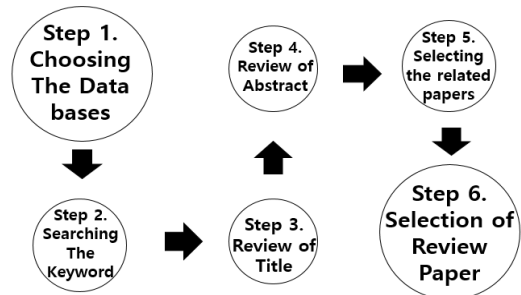 Step 1.
Choosing
The Data
bases
Step 2.
Searching
The
Keyword
Step 3.
Review of
Title
Step 4.
Review of
Abstract
Step 5.
Selecting
the related
papers
Step 6.
Selection of
Review
Paper